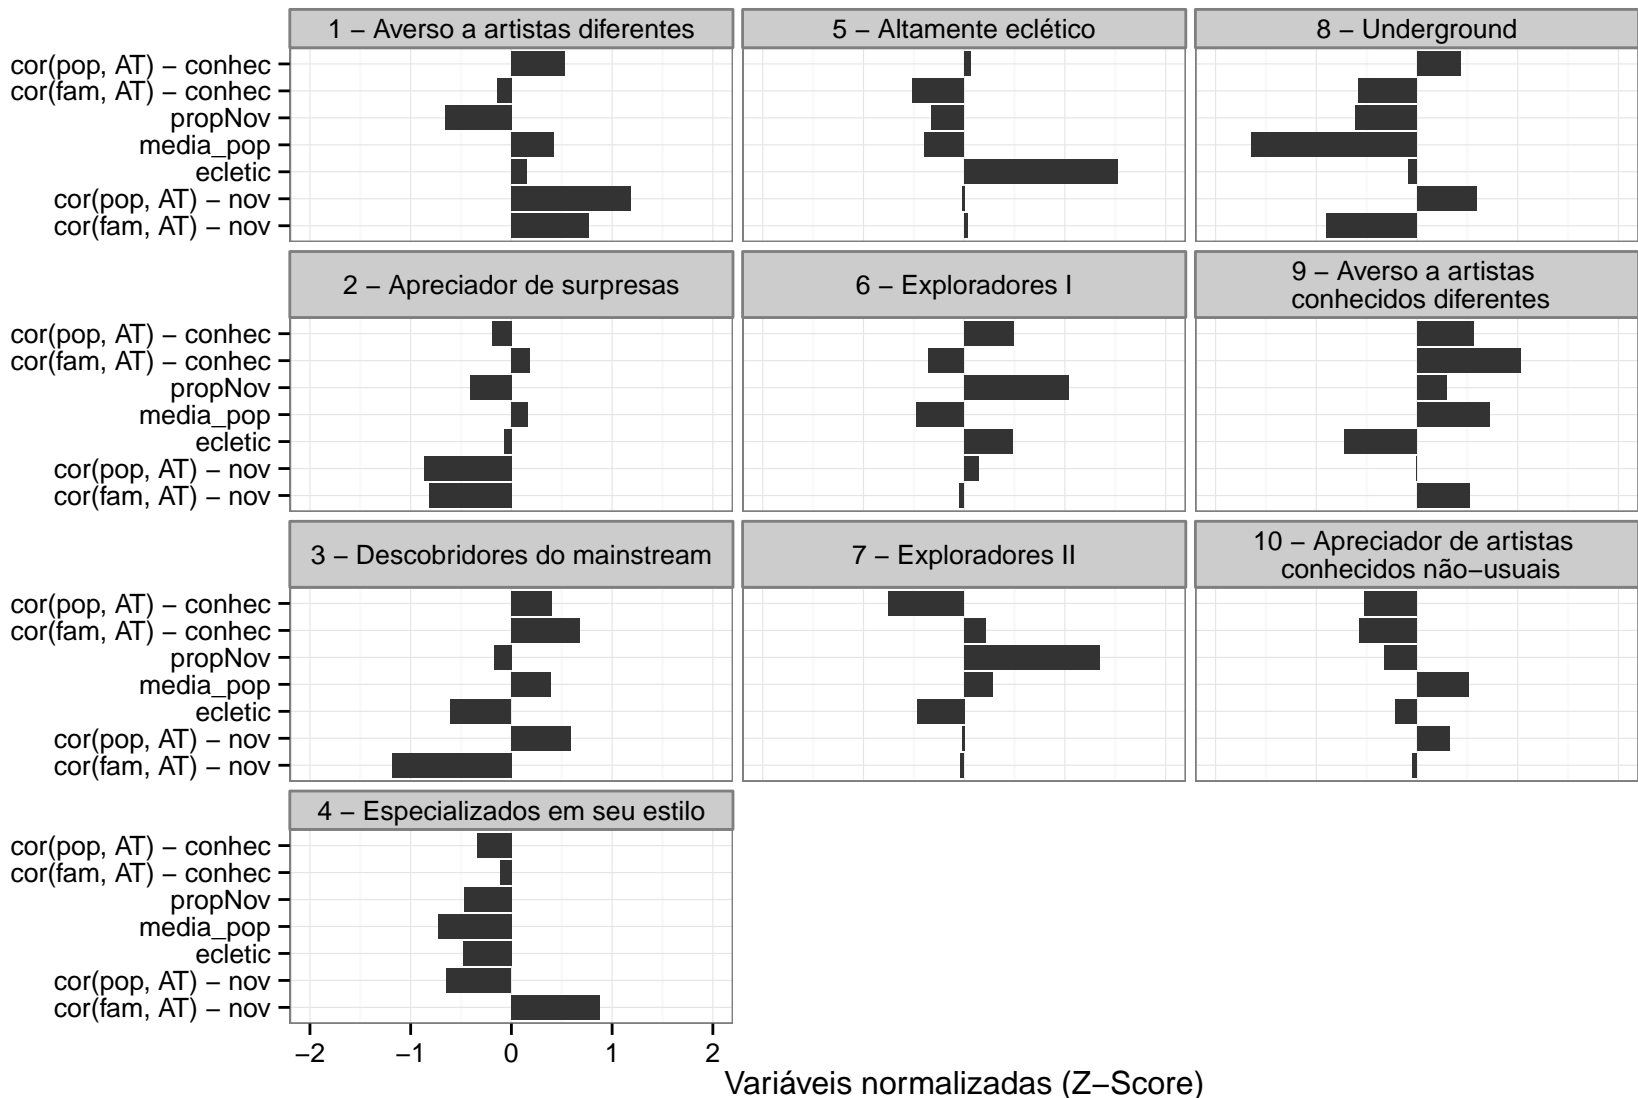 1 − Averso a artistas diferentes
5 − Altamente eclético
8 − Underground
cor(pop, AT) − conhec
cor(fam, AT) − conhec
propNov
media_pop
ecletic
cor(pop, AT) − nov
cor(fam, AT) − nov
2 − Apreciador de surpresas
6 − Exploradores I
9 − Averso a artistas
conhecidos diferentes
cor(pop, AT) − conhec
cor(fam, AT) − conhec
propNov
media_pop
ecletic
cor(pop, AT) − nov
cor(fam, AT) − nov
3 − Descobridores do mainstream
7 − Exploradores II
10 − Apreciador de artistas
conhecidos não−usuais
cor(pop, AT) − conhec
cor(fam, AT) − conhec
propNov
media_pop
ecletic
cor(pop, AT) − nov
cor(fam, AT) − nov
4 − Especializados em seu estilo
cor(pop, AT) − conhec
cor(fam, AT) − conhec
propNov
media_pop
ecletic
cor(pop, AT) − nov
cor(fam, AT) − nov
−2 −1 0 1 2
Variáveis normalizadas (Z−Score)